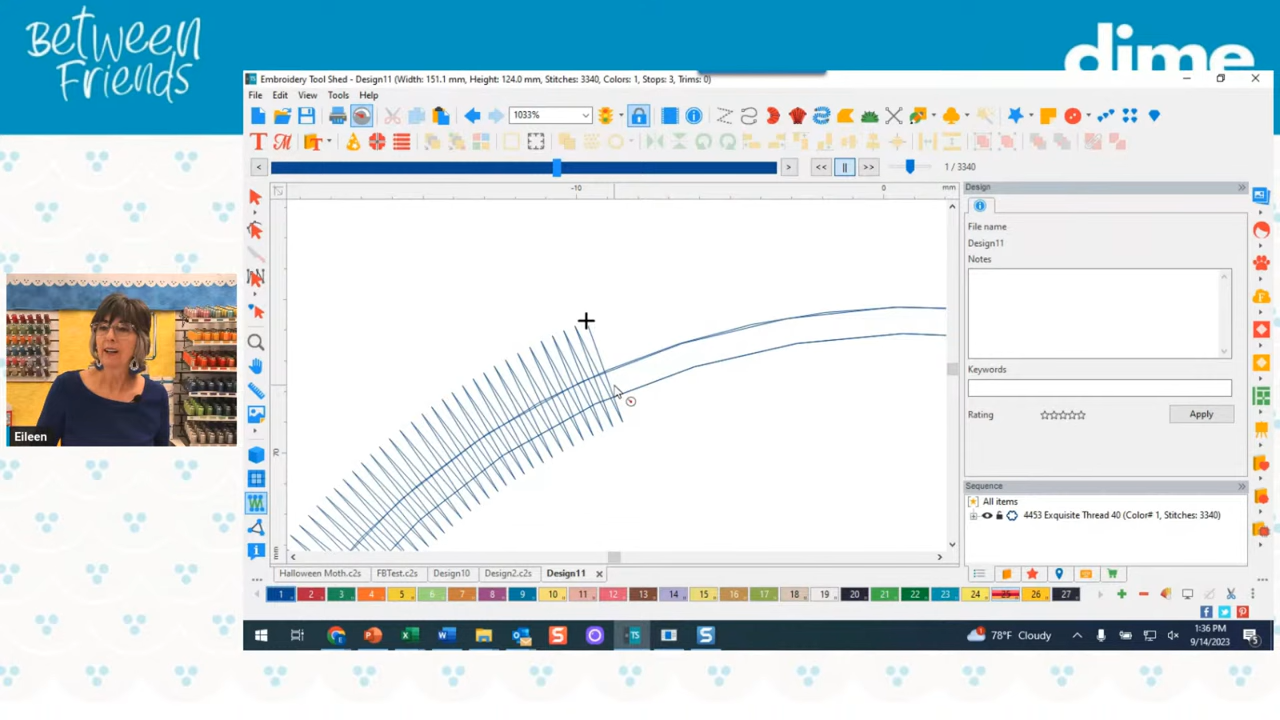 BETWEEN
FRIENDS
dime
TS Embroidery Tool Shed - Design11 (Width: 151.1 mm, Height: 124.0 mm, Stitches: 3340, Colors: 1, Stops: 3, Trims: 0)
File Edit View Tools Help
1033%
T M
< > << || >> 1 / 3340
-10 0 mm
70
mm
Design
File name
Design11
Notes
Keywords
Rating
Apply
Sequence
All items
4453 Exquisite Thread 40 (Color# 1, Stitches: 3340)
Eileen
Halloween Moth.c2s FBTest.c2s Design10 Design2.c2s Design11
1 2 3 4 5 6 7 8 9 10 11 12 13 14 15 16 17 18 19 20 21 22 23 24 25 26 27
78°F Cloudy
1:36 PM
9/14/2023
5